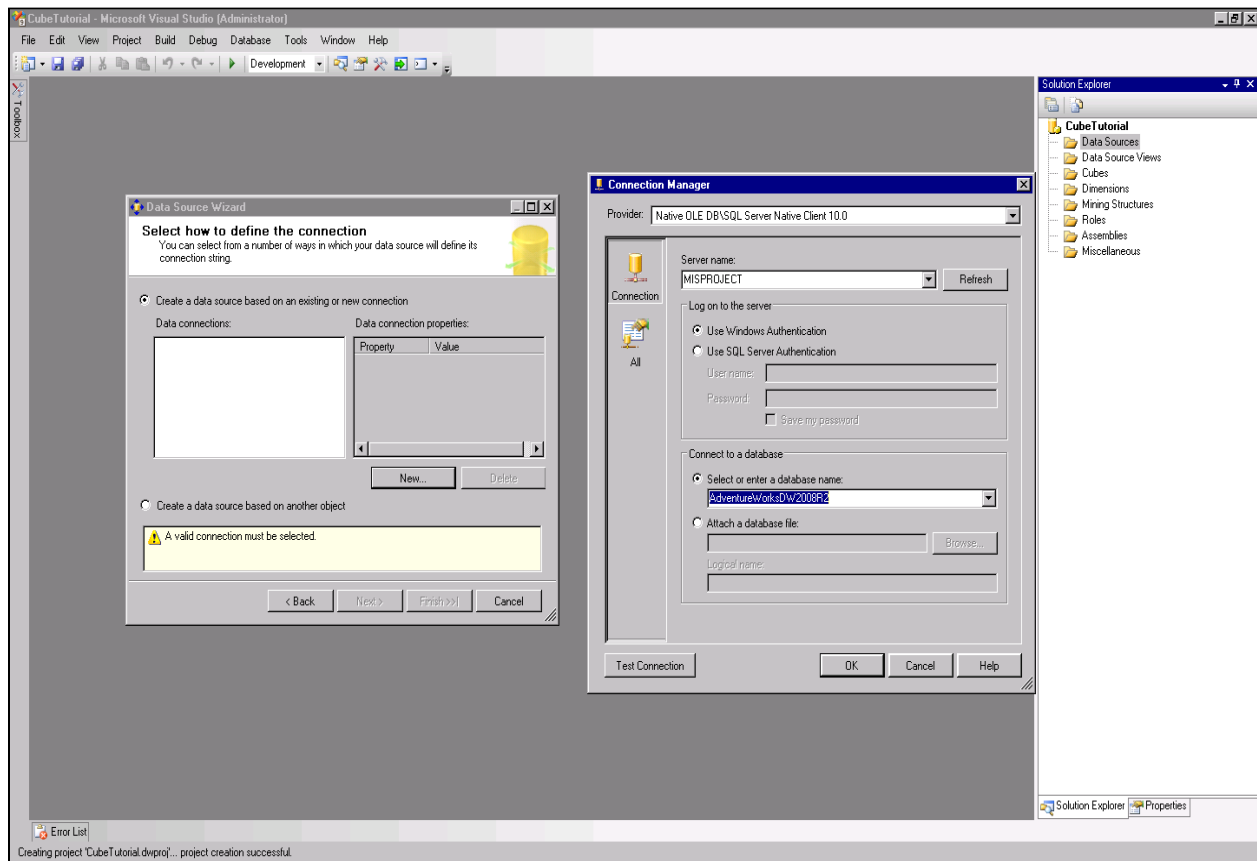 CubeTutorial - Microsoft Visual Studio (Administrator)
File Edit View Project Build Debug Database Tools Window Help
Development
Toolbox
Solution Explorer
CubeTutorial
Data Sources
Data Source Views
Cubes
Dimensions
Mining Structures
Roles
Assemblies
Miscellaneous
Data Source Wizard
Select how to define the connection
You can select from a number of ways in which your data source will define its
connection string.
Create a data source based on an existing or new connection
Data connections: Data connection properties:
Property Value
New... Delete
Create a data source based on another object
A valid connection must be selected.
< Back Next > Finish >>| Cancel
Connection Manager
Provider: Native OLE DB\SQL Server Native Client 10.0
Connection
All
Server name:
MISPROJECT Refresh
Log on to the server
Use Windows Authentication
Use SQL Server Authentication
User name:
Password:
Save my password
Connect to a database
Select or enter a database name:
AdventureWorksDW2008R2
Attach a database file:
Browse...
Logical name:
Test Connection OK Cancel Help
Solution Explorer Properties
Error List
Creating project 'CubeTutorial.dwproj'... project creation successful.